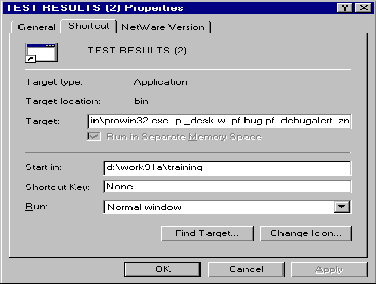 TEST RESULTS (2) Properties
General Shortcut NetWare Version
TEST RESULTS (2)
Target type: Application
Target location: bin
Target: in\prowin32.exe -p _desk.w -pf bug.pf -debugalert -zn
Run in Separate Memory Space
Start in: d:\work91a\training
Shortcut Key: None
Run: Normal window
Find Target... Change Icon...
OK Cancel Apply